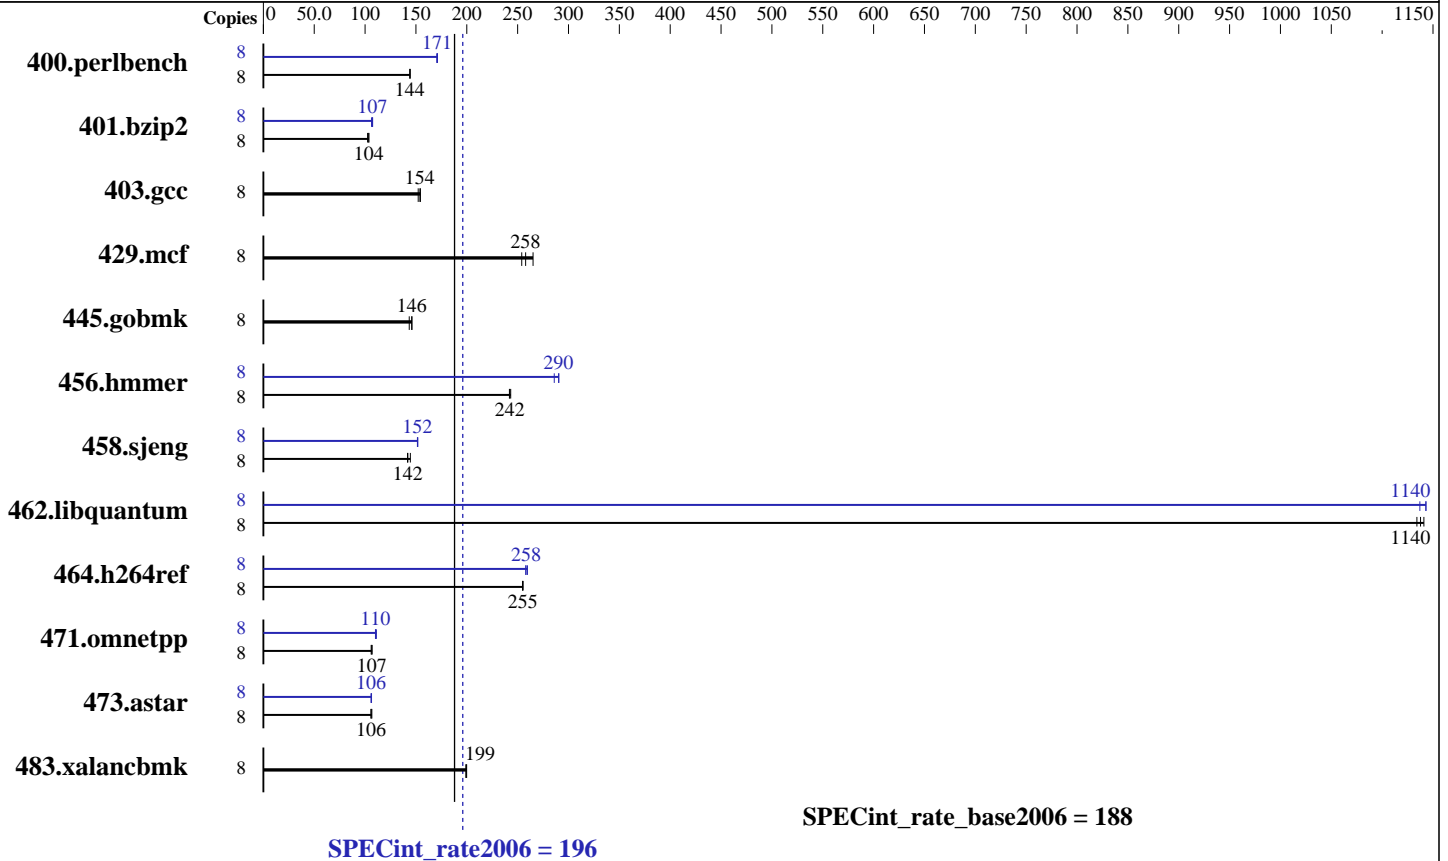 Copies 0 50.0 100 150 200 250 300 350 400 450 500 550 600 650 700 750 800 850 900 950 1000 1050 1150
400.perlbench 8 171
8 144
401.bzip2 8 107
8 104
403.gcc 8 154
429.mcf 8 258
445.gobmk 8 146
456.hmmer 8 290
8 242
458.sjeng 8 152
8 142
462.libquantum 8 1140
8 1140
464.h264ref 8 258
8 255
471.omnetpp 8 110
8 107
473.astar 8 106
8 106
483.xalancbmk 8 199
SPECint_rate_base2006 = 188
SPECint_rate2006 = 196